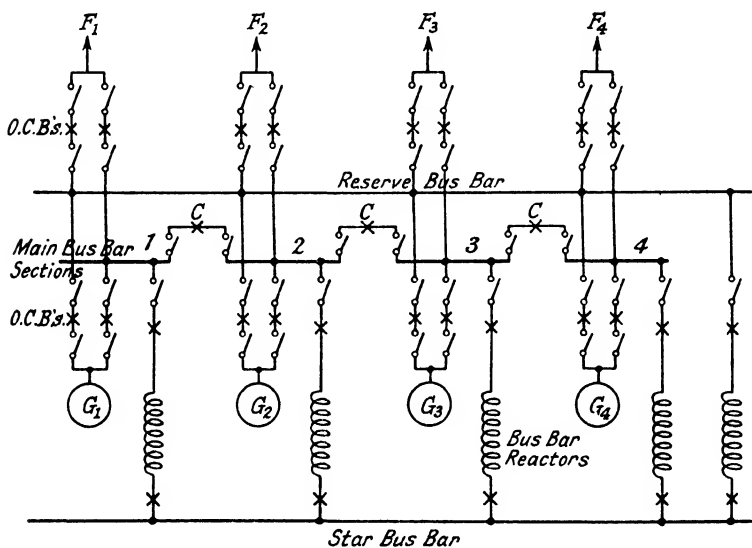 F₁ F₂ F₃ F₄
O.C.B's.
Reserve Bus Bar
C C C
1 2 3 4
Main Bus Bar
Sections
O.C.B's.
G₁ G₂ G₃ G₄
Bus Bar
Reactors
Star Bus Bar